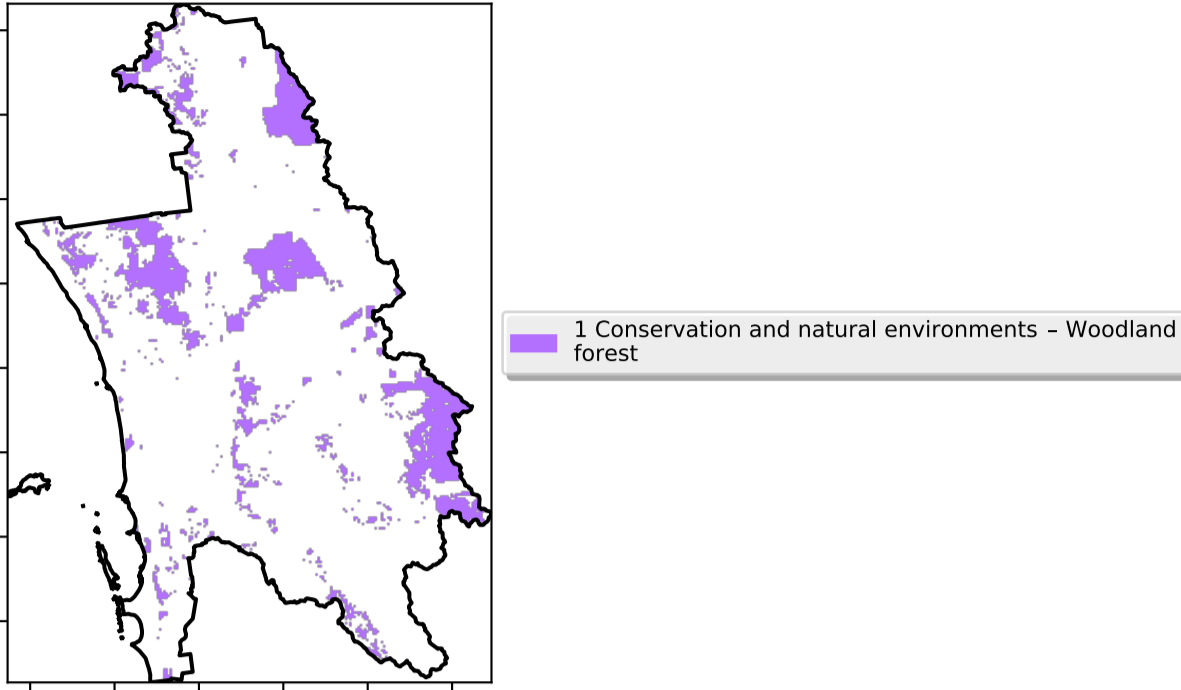 1 Conservation and natural environments – Woodland
forest